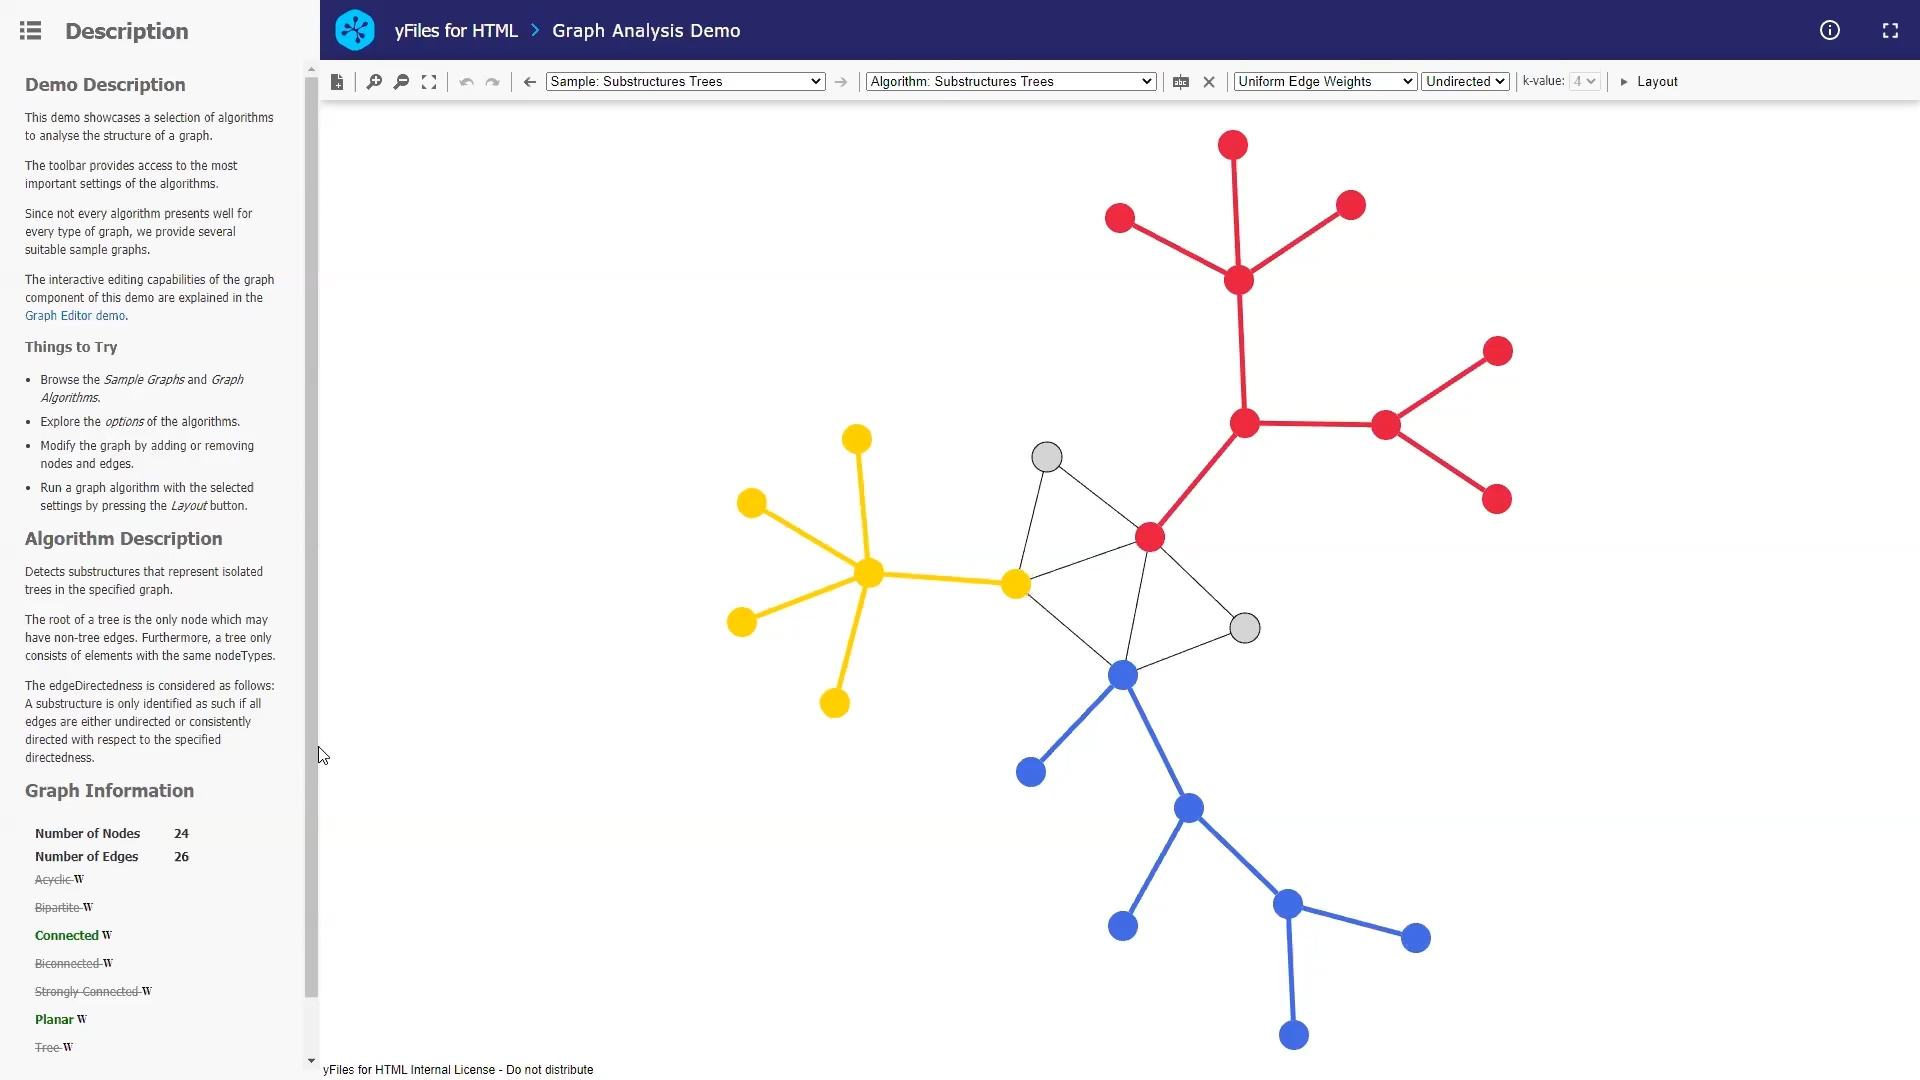 Description
yFiles for HTML > Graph Analysis Demo
Sample: Substructures Trees
Algorithm: Substructures Trees
abc
Uniform Edge Weights
Undirected
k-value: 4
Layout
Demo Description
This demo showcases a selection of algorithms
to analyse the structure of a graph.
The toolbar provides access to the most
important settings of the algorithms.
Since not every algorithm presents well for
every type of graph, we provide several
suitable sample graphs.
The interactive editing capabilities of the graph
component of this demo are explained in the
Graph Editor demo.
Things to Try
• Browse the Sample Graphs and Graph
Algorithms.
• Explore the options of the algorithms.
• Modify the graph by adding or removing
nodes and edges.
• Run a graph algorithm with the selected
settings by pressing the Layout button.
Algorithm Description
Detects substructures that represent isolated
trees in the specified graph.
The root of a tree is the only node which may
have non-tree edges. Furthermore, a tree only
consists of elements with the same nodeTypes.
The edgeDirectedness is considered as follows:
A substructure is only identified as such if all
edges are either undirected or consistently
directed with respect to the specified
directedness.
Graph Information
Number of Nodes 24
Number of Edges 26
Acyclic W
Bipartite W
Connected W
Biconnected W
Strongly Connected W
Planar W
Tree W
yFiles for HTML Internal License - Do not distribute